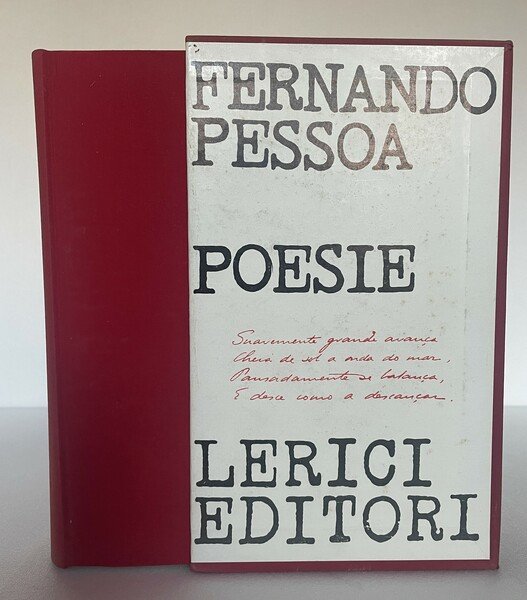 FERNANDO
PESSOA
POESIE
Suavemente grande avança
Cheia de sol a onda do mar,
Pausadamente se balança,
E desce como a descançar.
LERICI
EDITORI